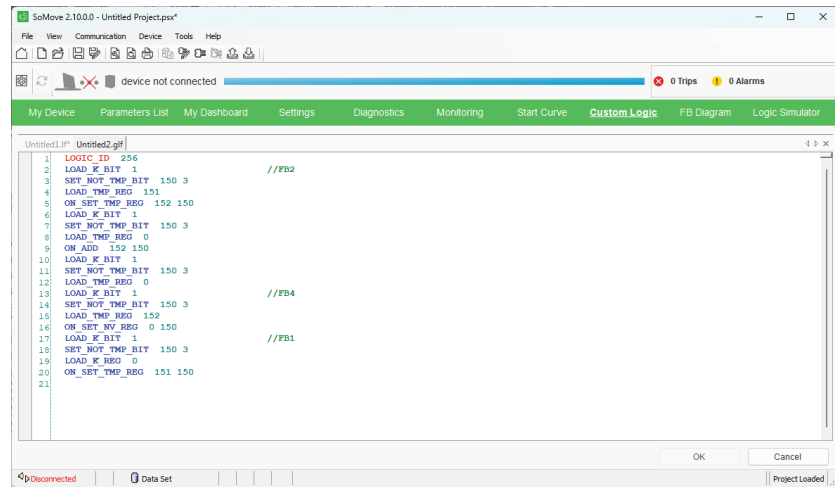 SoMove 2.10.0.0 - Untitled Project.psx*
File View Communication Device Tools Help
device not connected
0 Trips
0 Alarms
My Device Parameters List My Dashboard Settings Diagnostics Monitoring Start Curve Custom Logic FB Diagram Logic Simulator
Untitled1.lf* Untitled2.glf
1 LOGIC_ID 256
2 LOAD_K_BIT 1 //FB2
3 SET_NOT_TMP_BIT 150 3
4 LOAD_TMP_REG 151
5 ON_SET_TMP_REG 152 150
6 LOAD_K_BIT 1
7 SET_NOT_TMP_BIT 150 3
8 LOAD_TMP_REG 0
9 ON_ADD 152 150
10 LOAD_K_BIT 1
11 SET_NOT_TMP_BIT 150 3
12 LOAD_TMP_REG 0
13 LOAD_K_BIT 1 //FB4
14 SET_NOT_TMP_BIT 150 3
15 LOAD_TMP_REG 152
16 ON_SET_NV_REG 0 150
17 LOAD_K_BIT 1 //FB1
18 SET_NOT_TMP_BIT 150 3
19 LOAD_K_REG 0
20 ON_SET_TMP_REG 151 150
21
OK Cancel
Disconnected Data Set Project Loaded